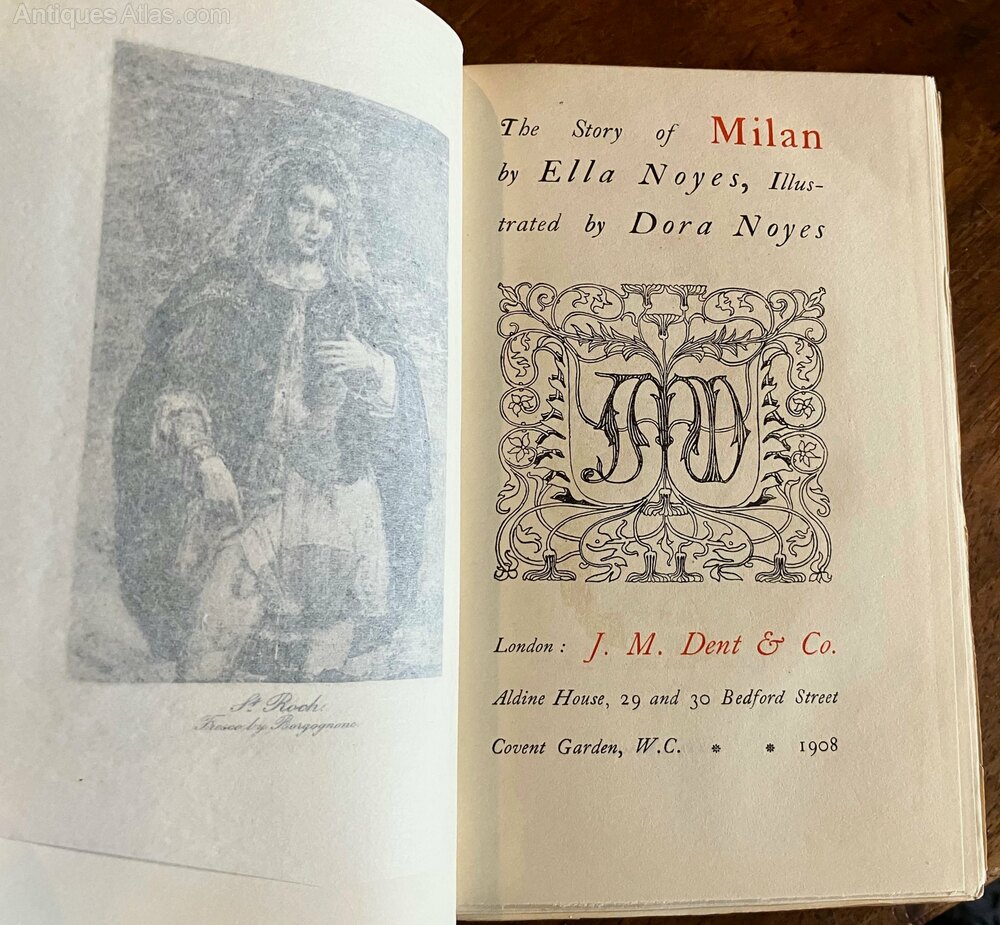 AntiquesAtlas.com
St Roch.
Fresco by Borgognone
The Story of Milan
by Ella Noyes, Illus-
trated by Dora Noyes
JMD
London: J. M. Dent & Co.
Aldine House, 29 and 30 Bedford Street
Covent Garden, W.C. * * 1908